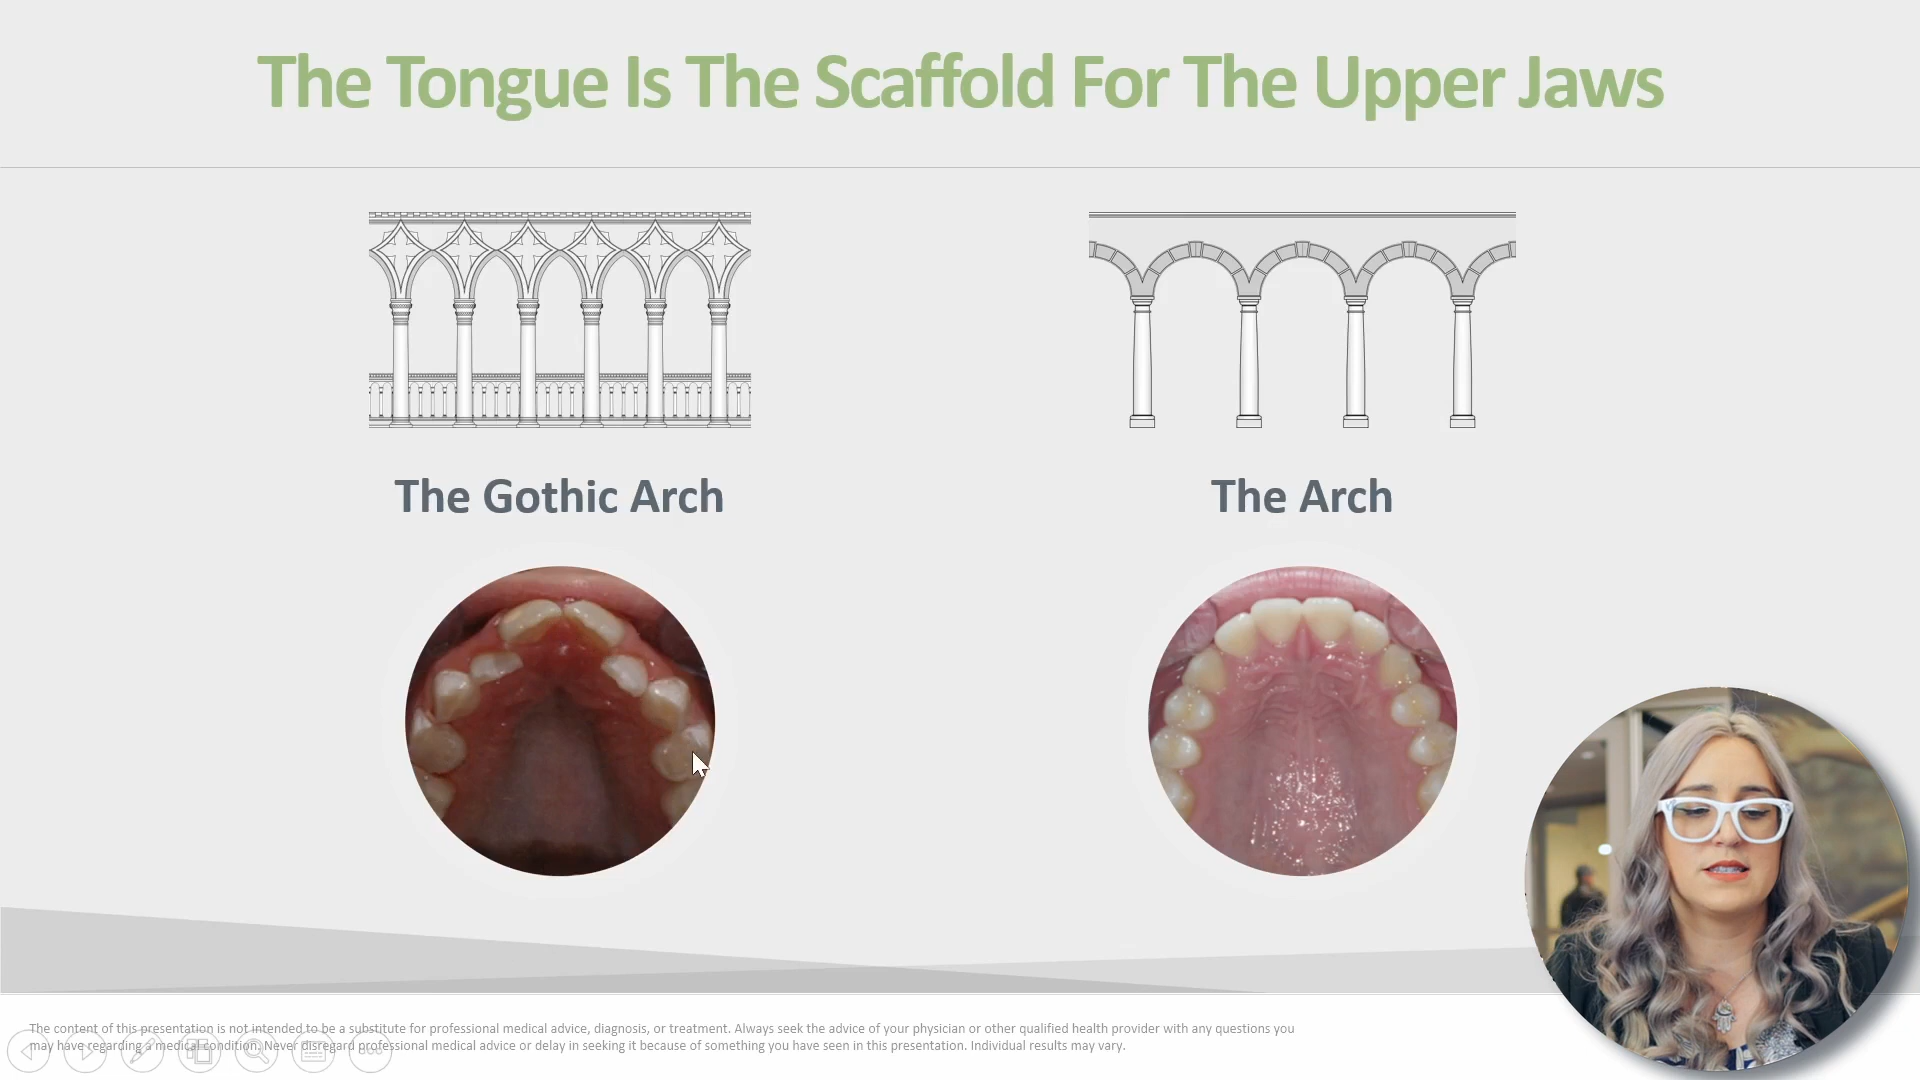 The Tongue Is The Scaffold For The Upper Jaws
The Gothic Arch
The Arch
The content of this presentation is not intended to be a substitute for professional medical advice, diagnosis, or treatment. Always seek the advice of your physician or other qualified health provider with any questions you
may have regarding a medical condition. Never disregard professional medical advice or delay in seeking it because of something you have seen in this presentation. Individual results may vary.